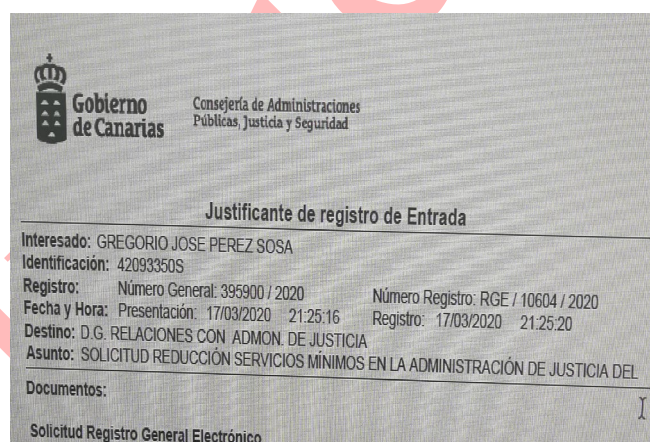 Gobierno
de Canarias
Consejería de Administraciones
Públicas, Justicia y Seguridad
Justificante de registro de Entrada
Interesado: GREGORIO JOSE PEREZ SOSA
Identificación: 42093350S
Registro: Número General: 395900 / 2020 Número Registro: RGE / 10604 / 2020
Fecha y Hora: Presentación: 17/03/2020 21:25:16 Registro: 17/03/2020 21:25:20
Destino: D.G. RELACIONES CON ADMON. DE JUSTICIA
Asunto: SOLICITUD REDUCCIÓN SERVICIOS MÍNIMOS EN LA ADMINISTRACIÓN DE JUSTICIA DEL
Documentos:
Solicitud Registro General Electrónico